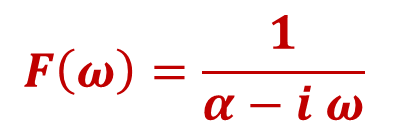 F(ω) = 1 / (α − i ω)